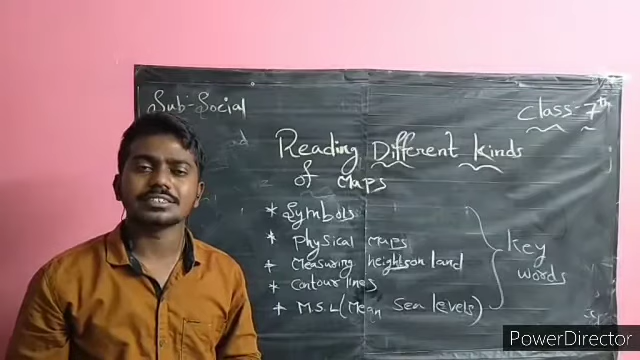 Sub:-Social
Class-7th
Reading Different Kinds
of Maps
* Symbols
* Physical Maps
* Measuring heights on land
* Contour lines
* M.S.L (Mean Sea levels)
Key
words
PowerDirector